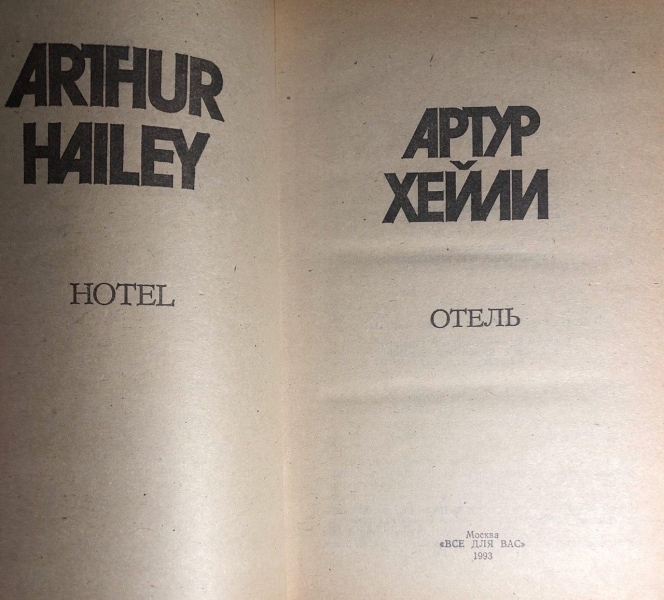 ARTHUR
HAILEY
HOTEL
АРТУР
ХЕЙЛИ
ОТЕЛЬ
Москва
«ВСЕ ДЛЯ ВАС»
1993